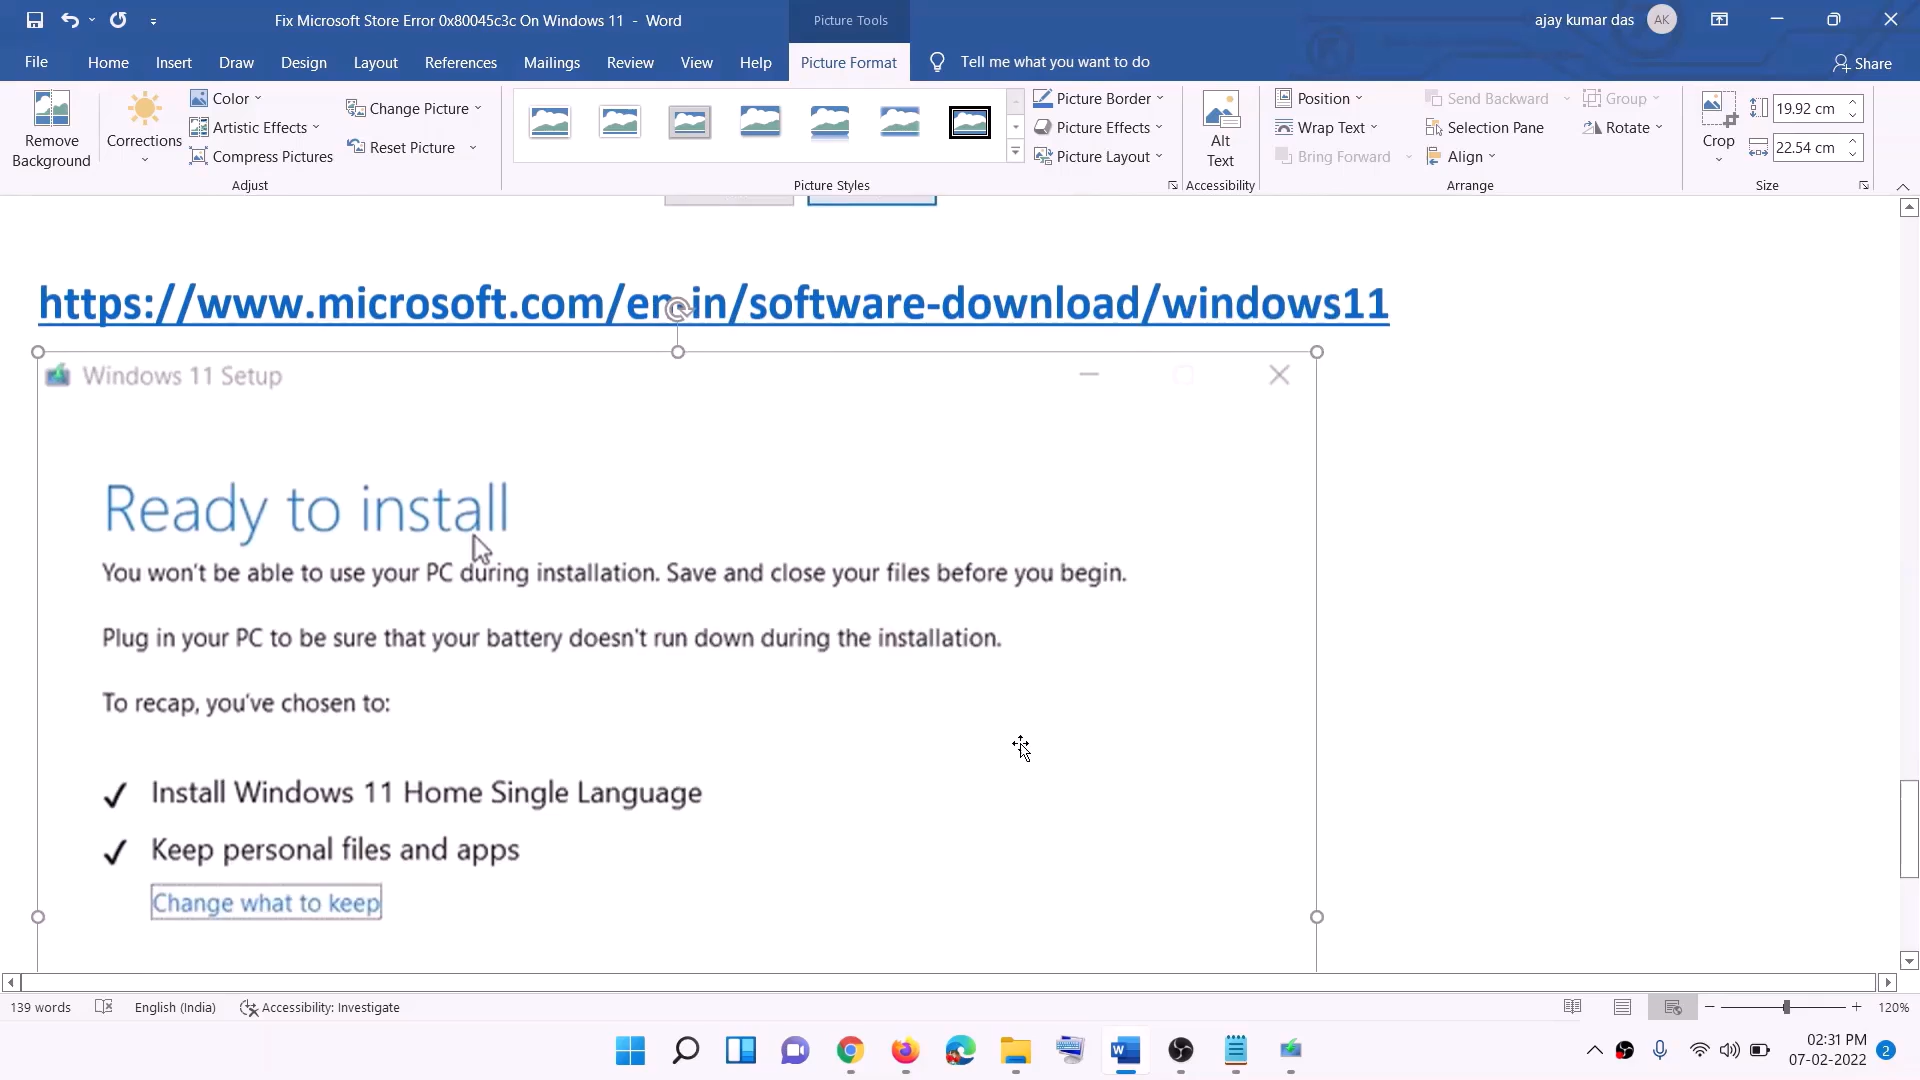 Fix Microsoft Store Error 0x80045c3c On Windows 11 - Word
Picture Tools
ajay kumar das
AK
File
Home
Insert
Draw
Design
Layout
References
Mailings
Review
View
Help
Picture Format
Tell me what you want to do
Share
Remove Background
Corrections
Color
Artistic Effects
Compress Pictures
Change Picture
Reset Picture
Picture Border
Picture Effects
Picture Layout
Alt Text
Position
Wrap Text
Bring Forward
Send Backward
Selection Pane
Align
Group
Rotate
Crop
19.92 cm
22.54 cm
Adjust
Picture Styles
Accessibility
Arrange
Size
https://www.microsoft.com/en-in/software-download/windows11
Windows 11 Setup
Ready to install
You won't be able to use your PC during installation. Save and close your files before you begin.
Plug in your PC to be sure that your battery doesn't run down during the installation.
To recap, you've chosen to:
✓ Install Windows 11 Home Single Language
✓ Keep personal files and apps
Change what to keep
139 words
English (India)
Accessibility: Investigate
120%
02:31 PM
07-02-2022
2